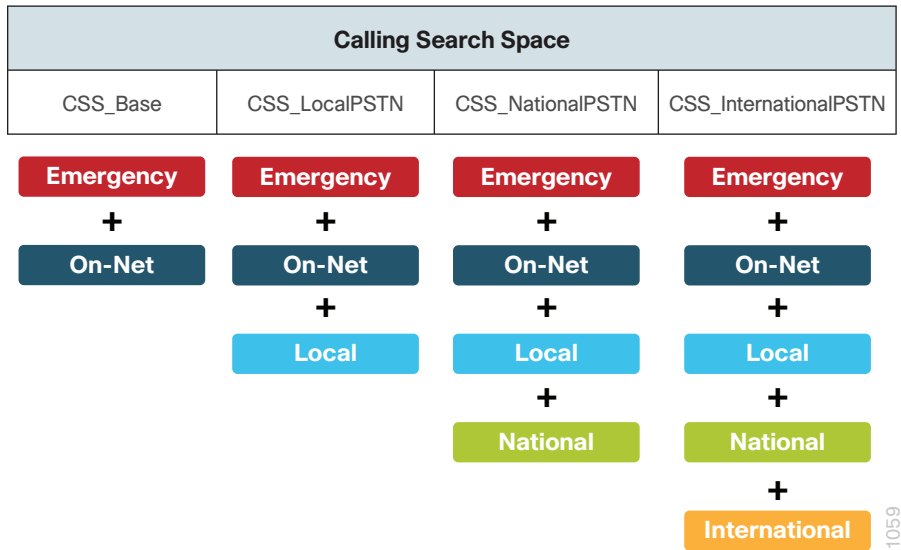 Calling Search Space
CSS_Base CSS_LocalPSTN CSS_NationalPSTN CSS_InternationalPSTN
Emergency Emergency Emergency Emergency
+ + + +
On-Net On-Net On-Net On-Net
+ + +
Local Local Local
+ +
National National
+
International
1059